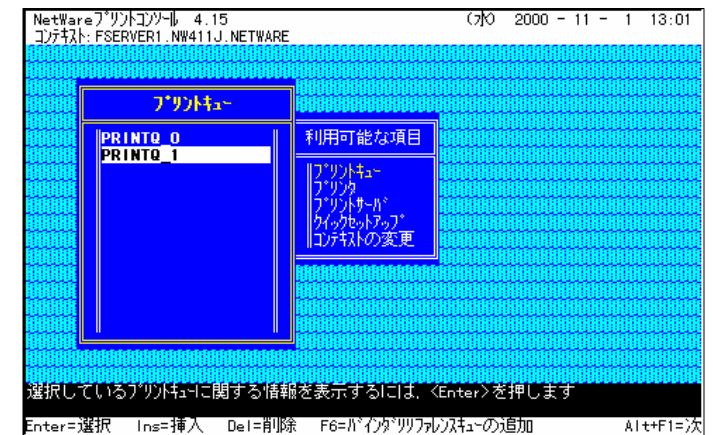 NetWareプリントコンソール 4.15 (水) 2000 - 11 - 1 13:01
コンテキスト: FSERVER1.NW411J.NETWARE
プリントキュー
PRINTQ_0
PRINTQ_1
利用可能な項目
プリントキュー
プリンタ
プリントサーバ
クイックセットアップ
コンテキストの変更
選択しているプリントキューに関する情報を表示するには、<Enter>を押します
Enter=選択 Ins=挿入 Del=削除 F6=バインダリリファレンスキューの追加 Alt+F1=次